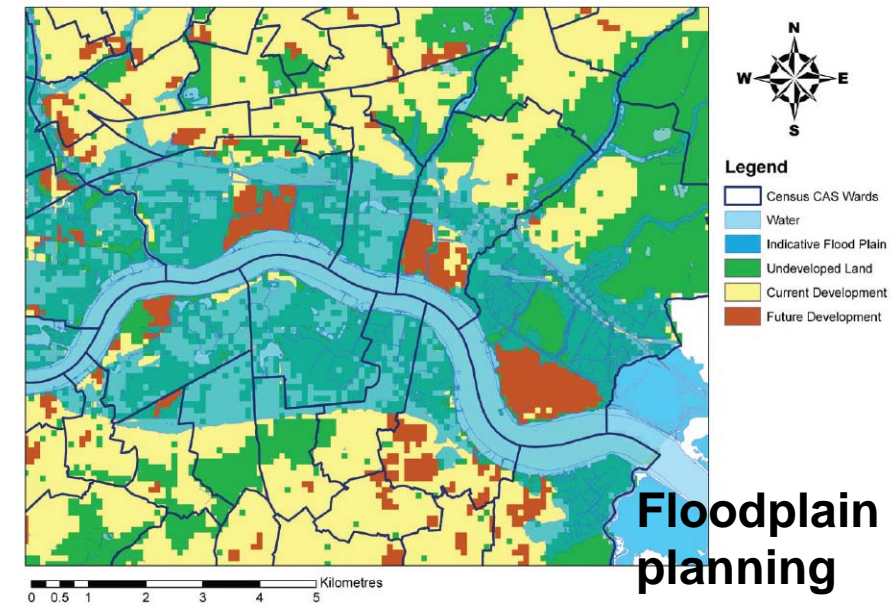 N
W E
S
Legend
Census CAS Wards
Water
Indicative Flood Plain
Undeveloped Land
Current Development
Future Development
Floodplain
planning
Kilometres
0 0.5 1 2 3 4 5